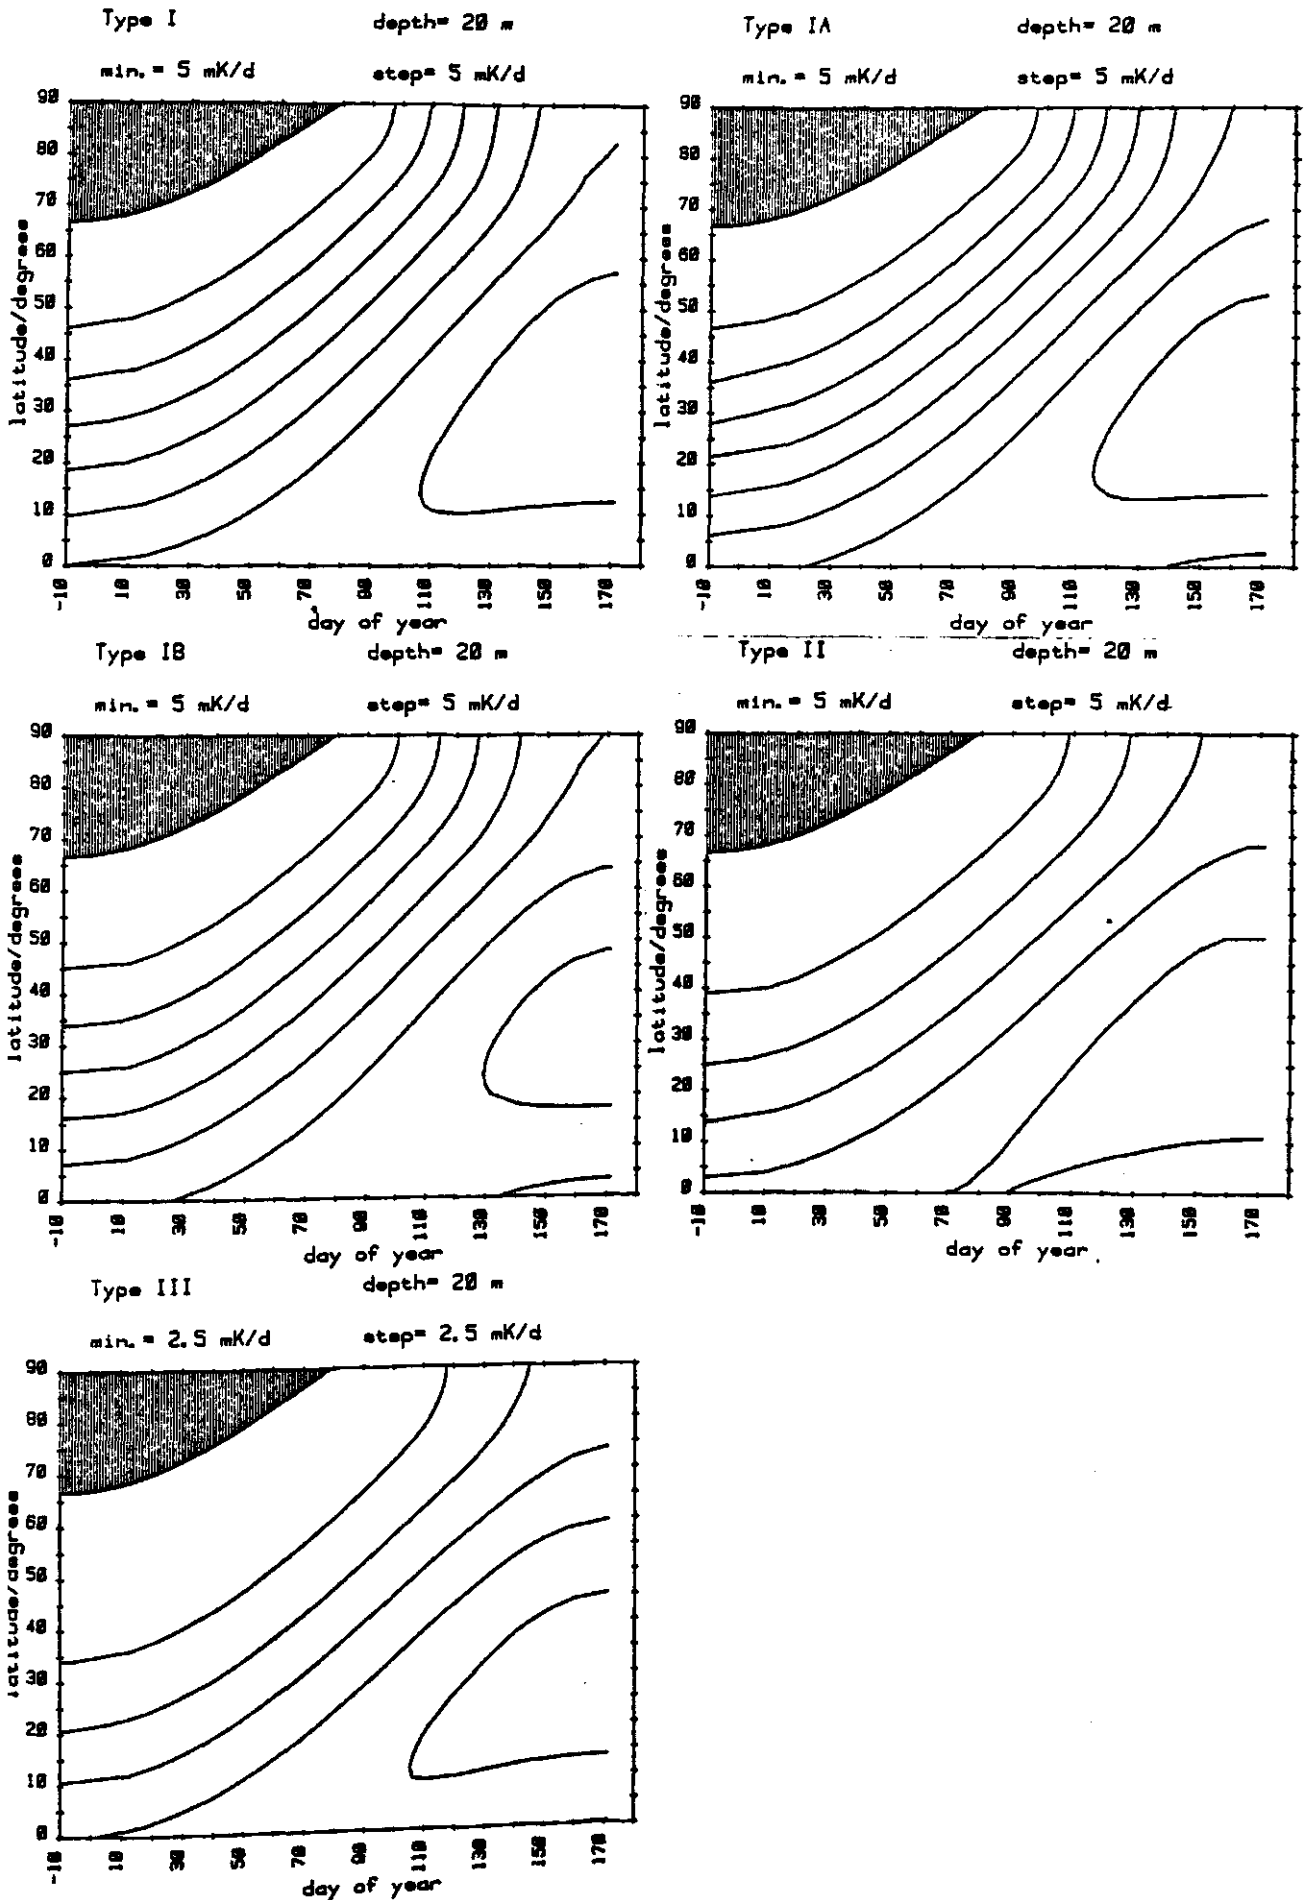 Type I depth= 20 m
min. = 5 mK/d step= 5 mK/d
90
80
70
60
50
40
30
20
10
0
latitude/degrees
-10 10 30 50 70 90 110 130 150 170
day of year
Type IA depth= 20 m
min. = 5 mK/d step= 5 mK/d
90
80
70
60
50
40
30
20
10
0
latitude/degrees
-10 10 30 50 70 90 110 130 150 170
day of year
Type IB depth= 20 m
min. = 5 mK/d step= 5 mK/d
90
80
70
60
50
40
30
20
10
0
latitude/degrees
-10 10 30 50 70 90 110 130 150 170
day of year
Type II depth= 20 m
min. = 5 mK/d step= 5 mK/d
90
80
70
60
50
40
30
20
10
0
latitude/degrees
-10 10 30 50 70 90 110 130 150 170
day of year
Type III depth= 20 m
min. = 2.5 mK/d step= 2.5 mK/d
90
80
70
60
50
40
30
20
10
0
latitude/degrees
-10 10 30 50 70 90 110 130 150 170
day of year